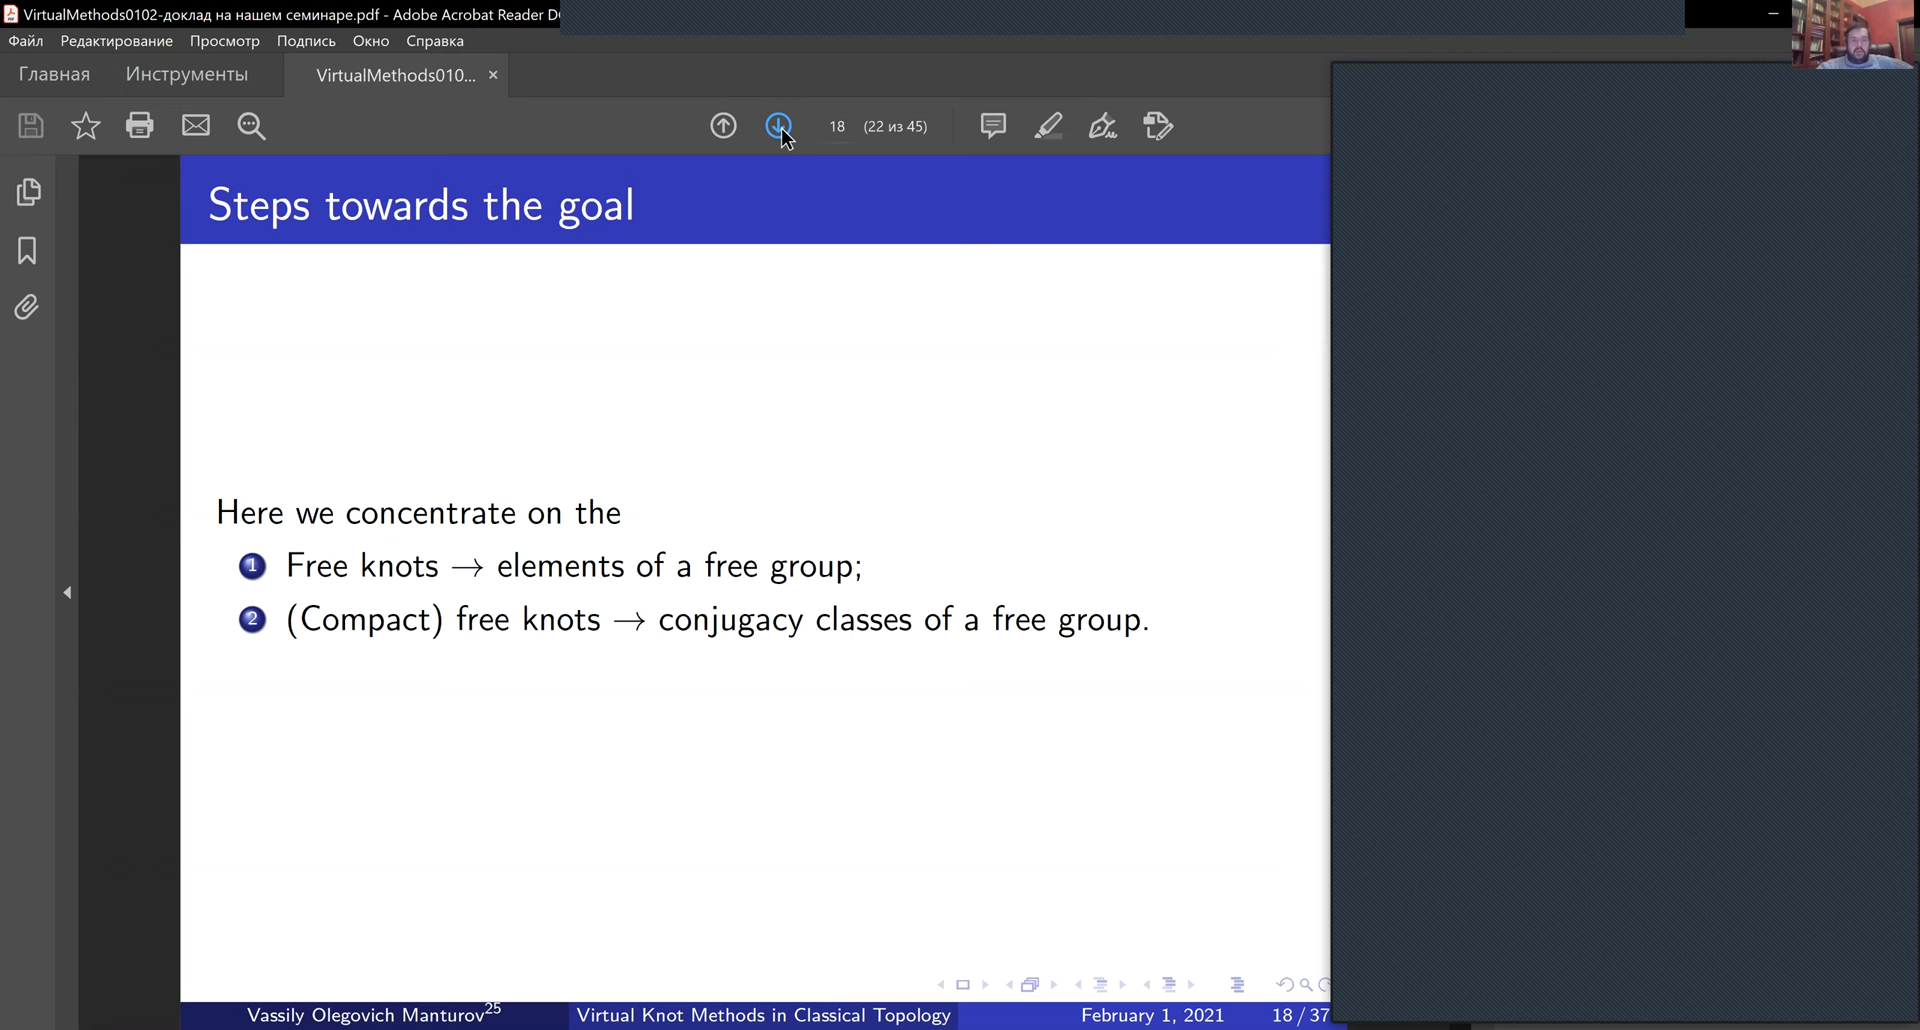 VirtualMethods0102-доклад на нашем семинаре.pdf - Adobe Acrobat Reader
Файл Редактирование Просмотр Подпись Окно Справка
Главная Инструменты VirtualMethods010... ×
18 (22 из 45)
Steps towards the goal
Here we concentrate on the
1 Free knots → elements of a free group;
2 (Compact) free knots → conjugacy classes of a free group.
Vassily Olegovich Manturov25 Virtual Knot Methods in Classical Topology February 1, 2021 18 / 37